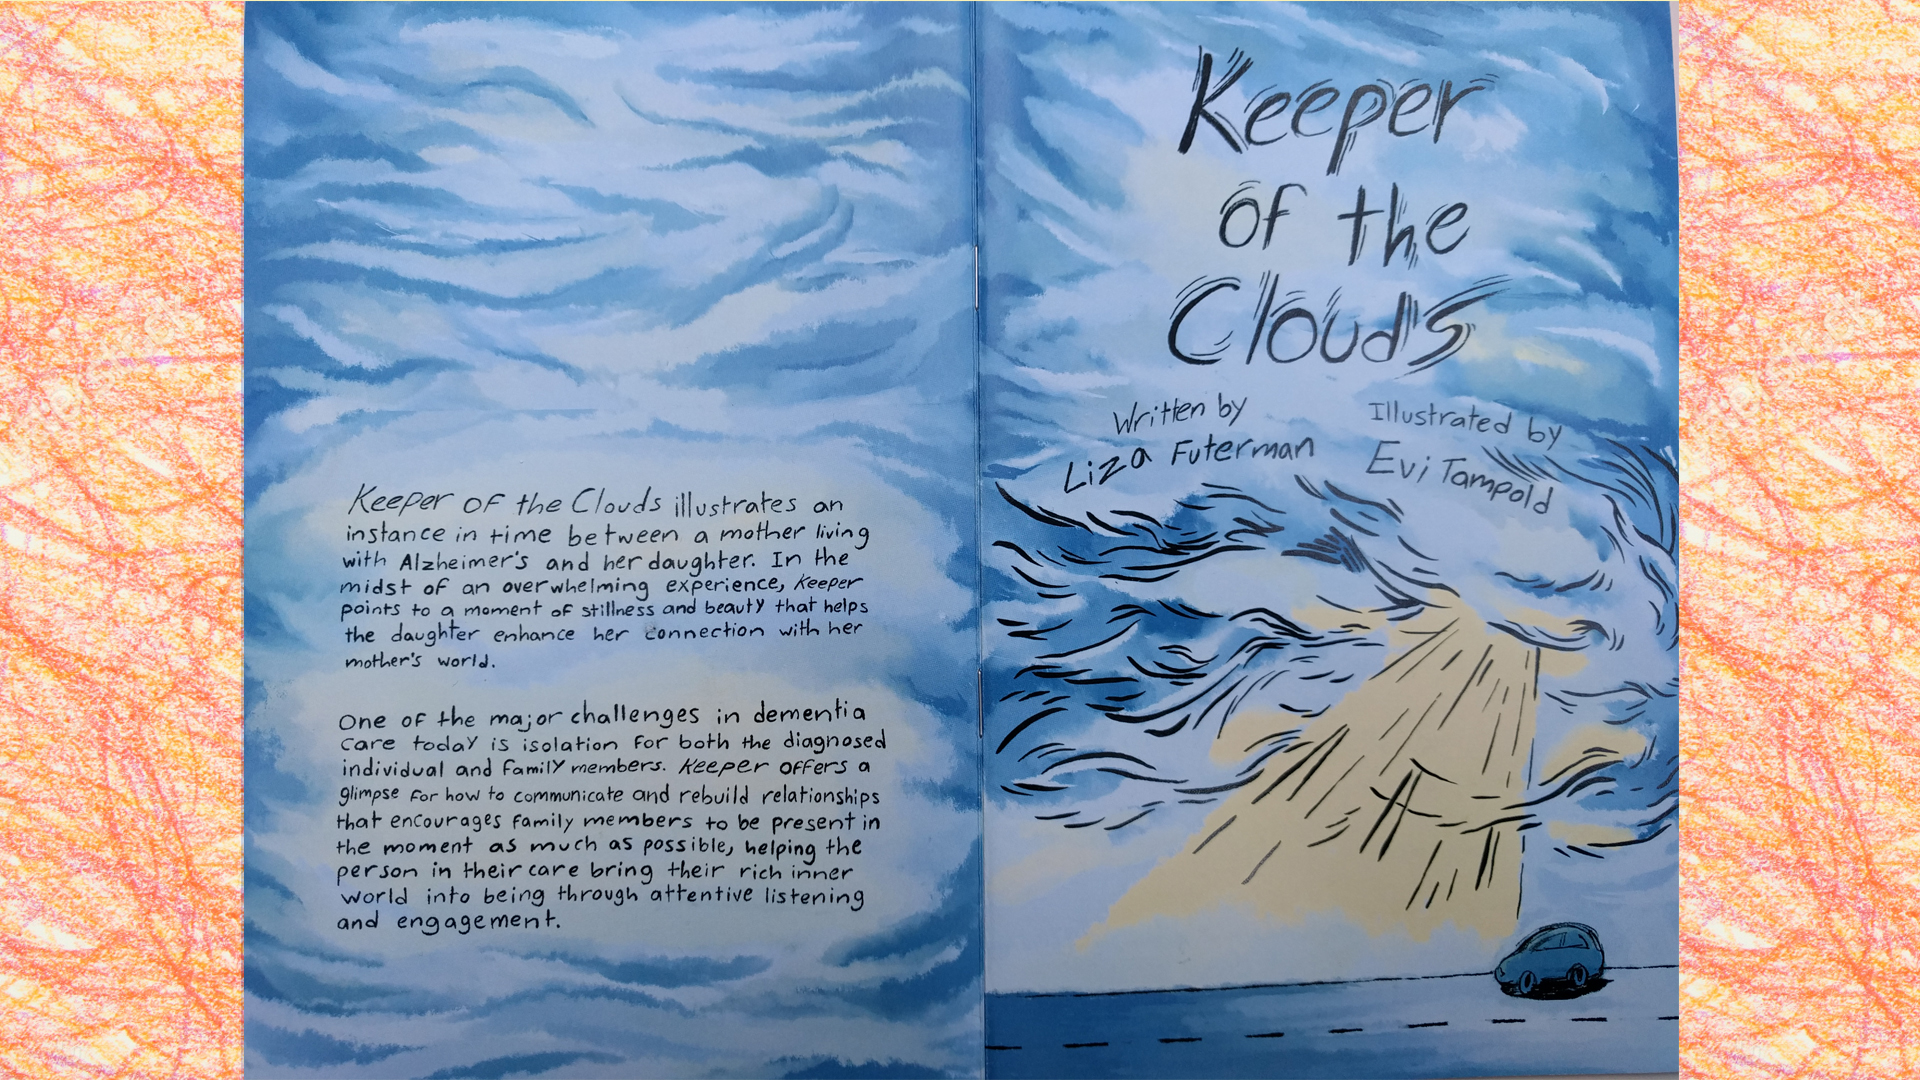 Keeper of the Clouds illustrates an
instance in time between a mother living
with Alzheimer's and her daughter. In the
midst of an overwhelming experience, Keeper
points to a moment of stillness and beauty that helps
the daughter enhance her connection with her
mother's world.
One of the major challenges in dementia
care today is isolation for both the diagnosed
individual and family members. Keeper offers a
glimpse for how to communicate and rebuild relationships
that encourages family members to be present in
the moment as much as possible, helping the
person in their care bring their rich inner
world into being through attentive listening
and engagement.
Keeper
of the
Clouds
Written by
Liza Futerman
Illustrated by
Evi Tampold